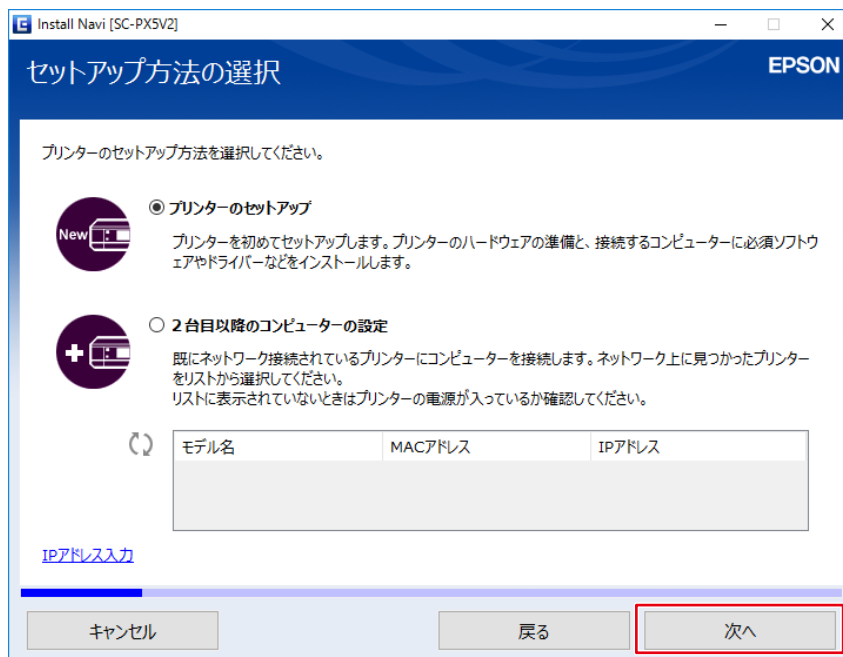 Install Navi [SC-PX5V2]
セットアップ方法の選択
EPSON
プリンターのセットアップ方法を選択してください。
New
プリンターのセットアップ
プリンターを初めてセットアップします。プリンターのハードウェアの準備と、接続するコンピューターに必須ソフトウ
ェアやドライバーなどをインストールします。
2台目以降のコンピューターの設定
既にネットワーク接続されているプリンターにコンピューターを接続します。ネットワーク上に見つかったプリンター
をリストから選択してください。
リストに表示されていないときはプリンターの電源が入っているか確認してください。
モデル名 MACアドレス IPアドレス
IPアドレス入力
キャンセル 戻る 次へ